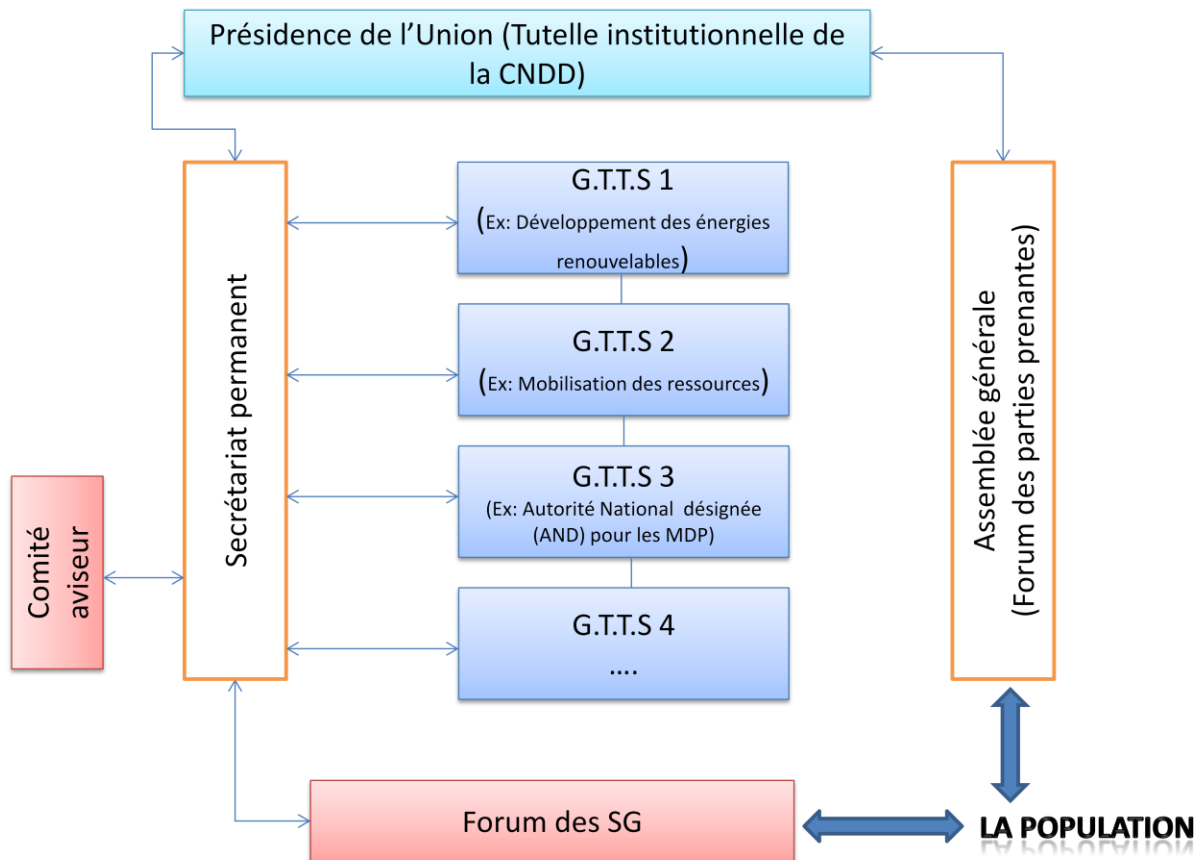 Présidence de l’Union (Tutelle institutionnelle de
la CNDD)
Secrétariat permanent
G.T.T.S 1
(Ex: Développement des énergies
renouvelables)
G.T.T.S 2
(Ex: Mobilisation des ressources)
G.T.T.S 3
(Ex: Autorité National désignée
(AND) pour les MDP)
G.T.T.S 4
....
Assemblée générale
(Forum des parties prenantes)
Comité
aviseur
Forum des SG
LA POPULATION